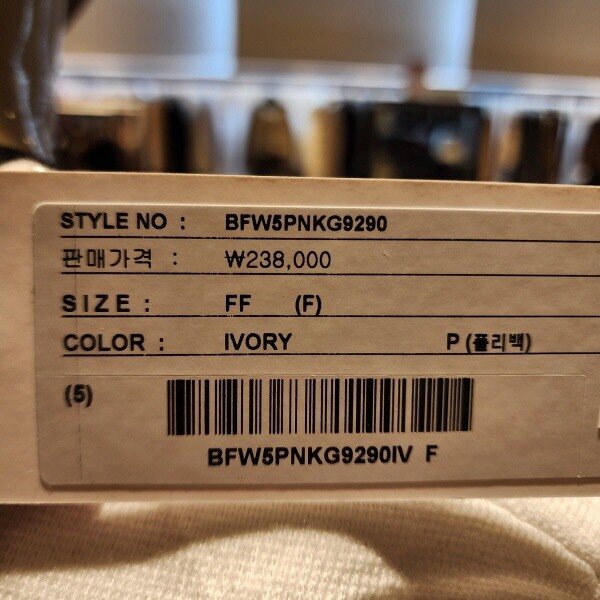 STYLE NO : BFW5PNKG9290
판매가격 : ₩238,000
SIZE : FF (F)
COLOR : IVORY P (폴리백)
(5)
BFW5PNKG9290IV F